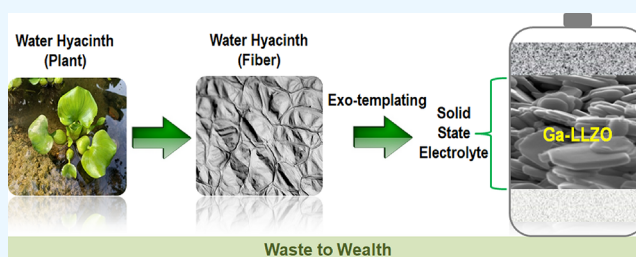 Water Hyacinth
(Plant)
Water Hyacinth
(Fiber)
Exo-templating
Solid
State
Electrolyte
Ga-LLZO
Waste to Wealth